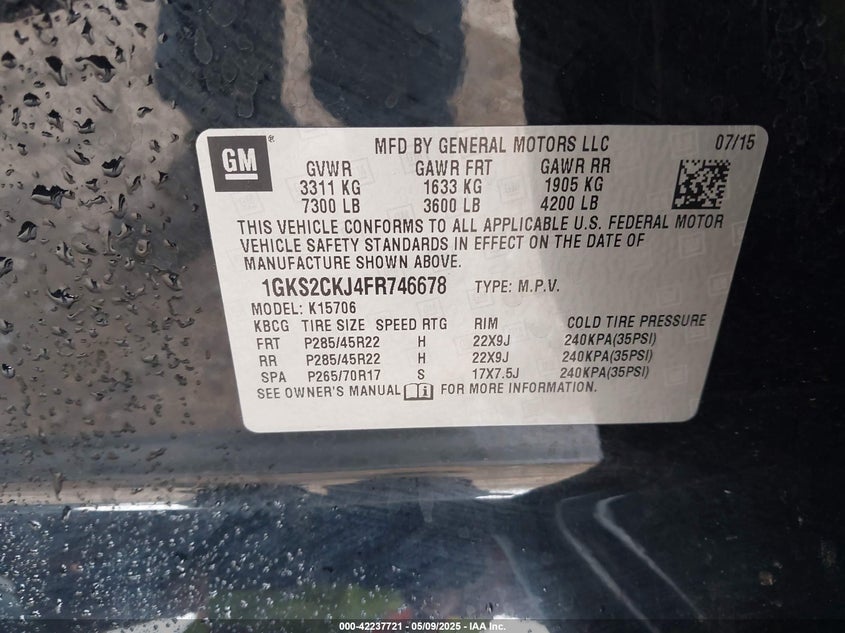 GM ®
MFD BY GENERAL MOTORS LLC 07/15
GVWR GAWR FRT GAWR RR
3311 KG 1633 KG 1905 KG
7300 LB 3600 LB 4200 LB
THIS VEHICLE CONFORMS TO ALL APPLICABLE U.S. FEDERAL MOTOR
VEHICLE SAFETY STANDARDS IN EFFECT ON THE DATE OF
MANUFACTURE SHOWN ABOVE.
1GKS2CKJ4FR746678 TYPE: M.P.V.
MODEL: K15706
KBCG TIRE SIZE SPEED RTG RIM COLD TIRE PRESSURE
FRT P285/45R22 H 22X9J 240KPA(35PSI)
RR P285/45R22 H 22X9J 240KPA(35PSI)
SPA P265/70R17 S 17X7.5J 240KPA(35PSI)
SEE OWNER'S MANUAL i FOR MORE INFORMATION.
000-42237721 - 05/09/2025 - IAA Inc.